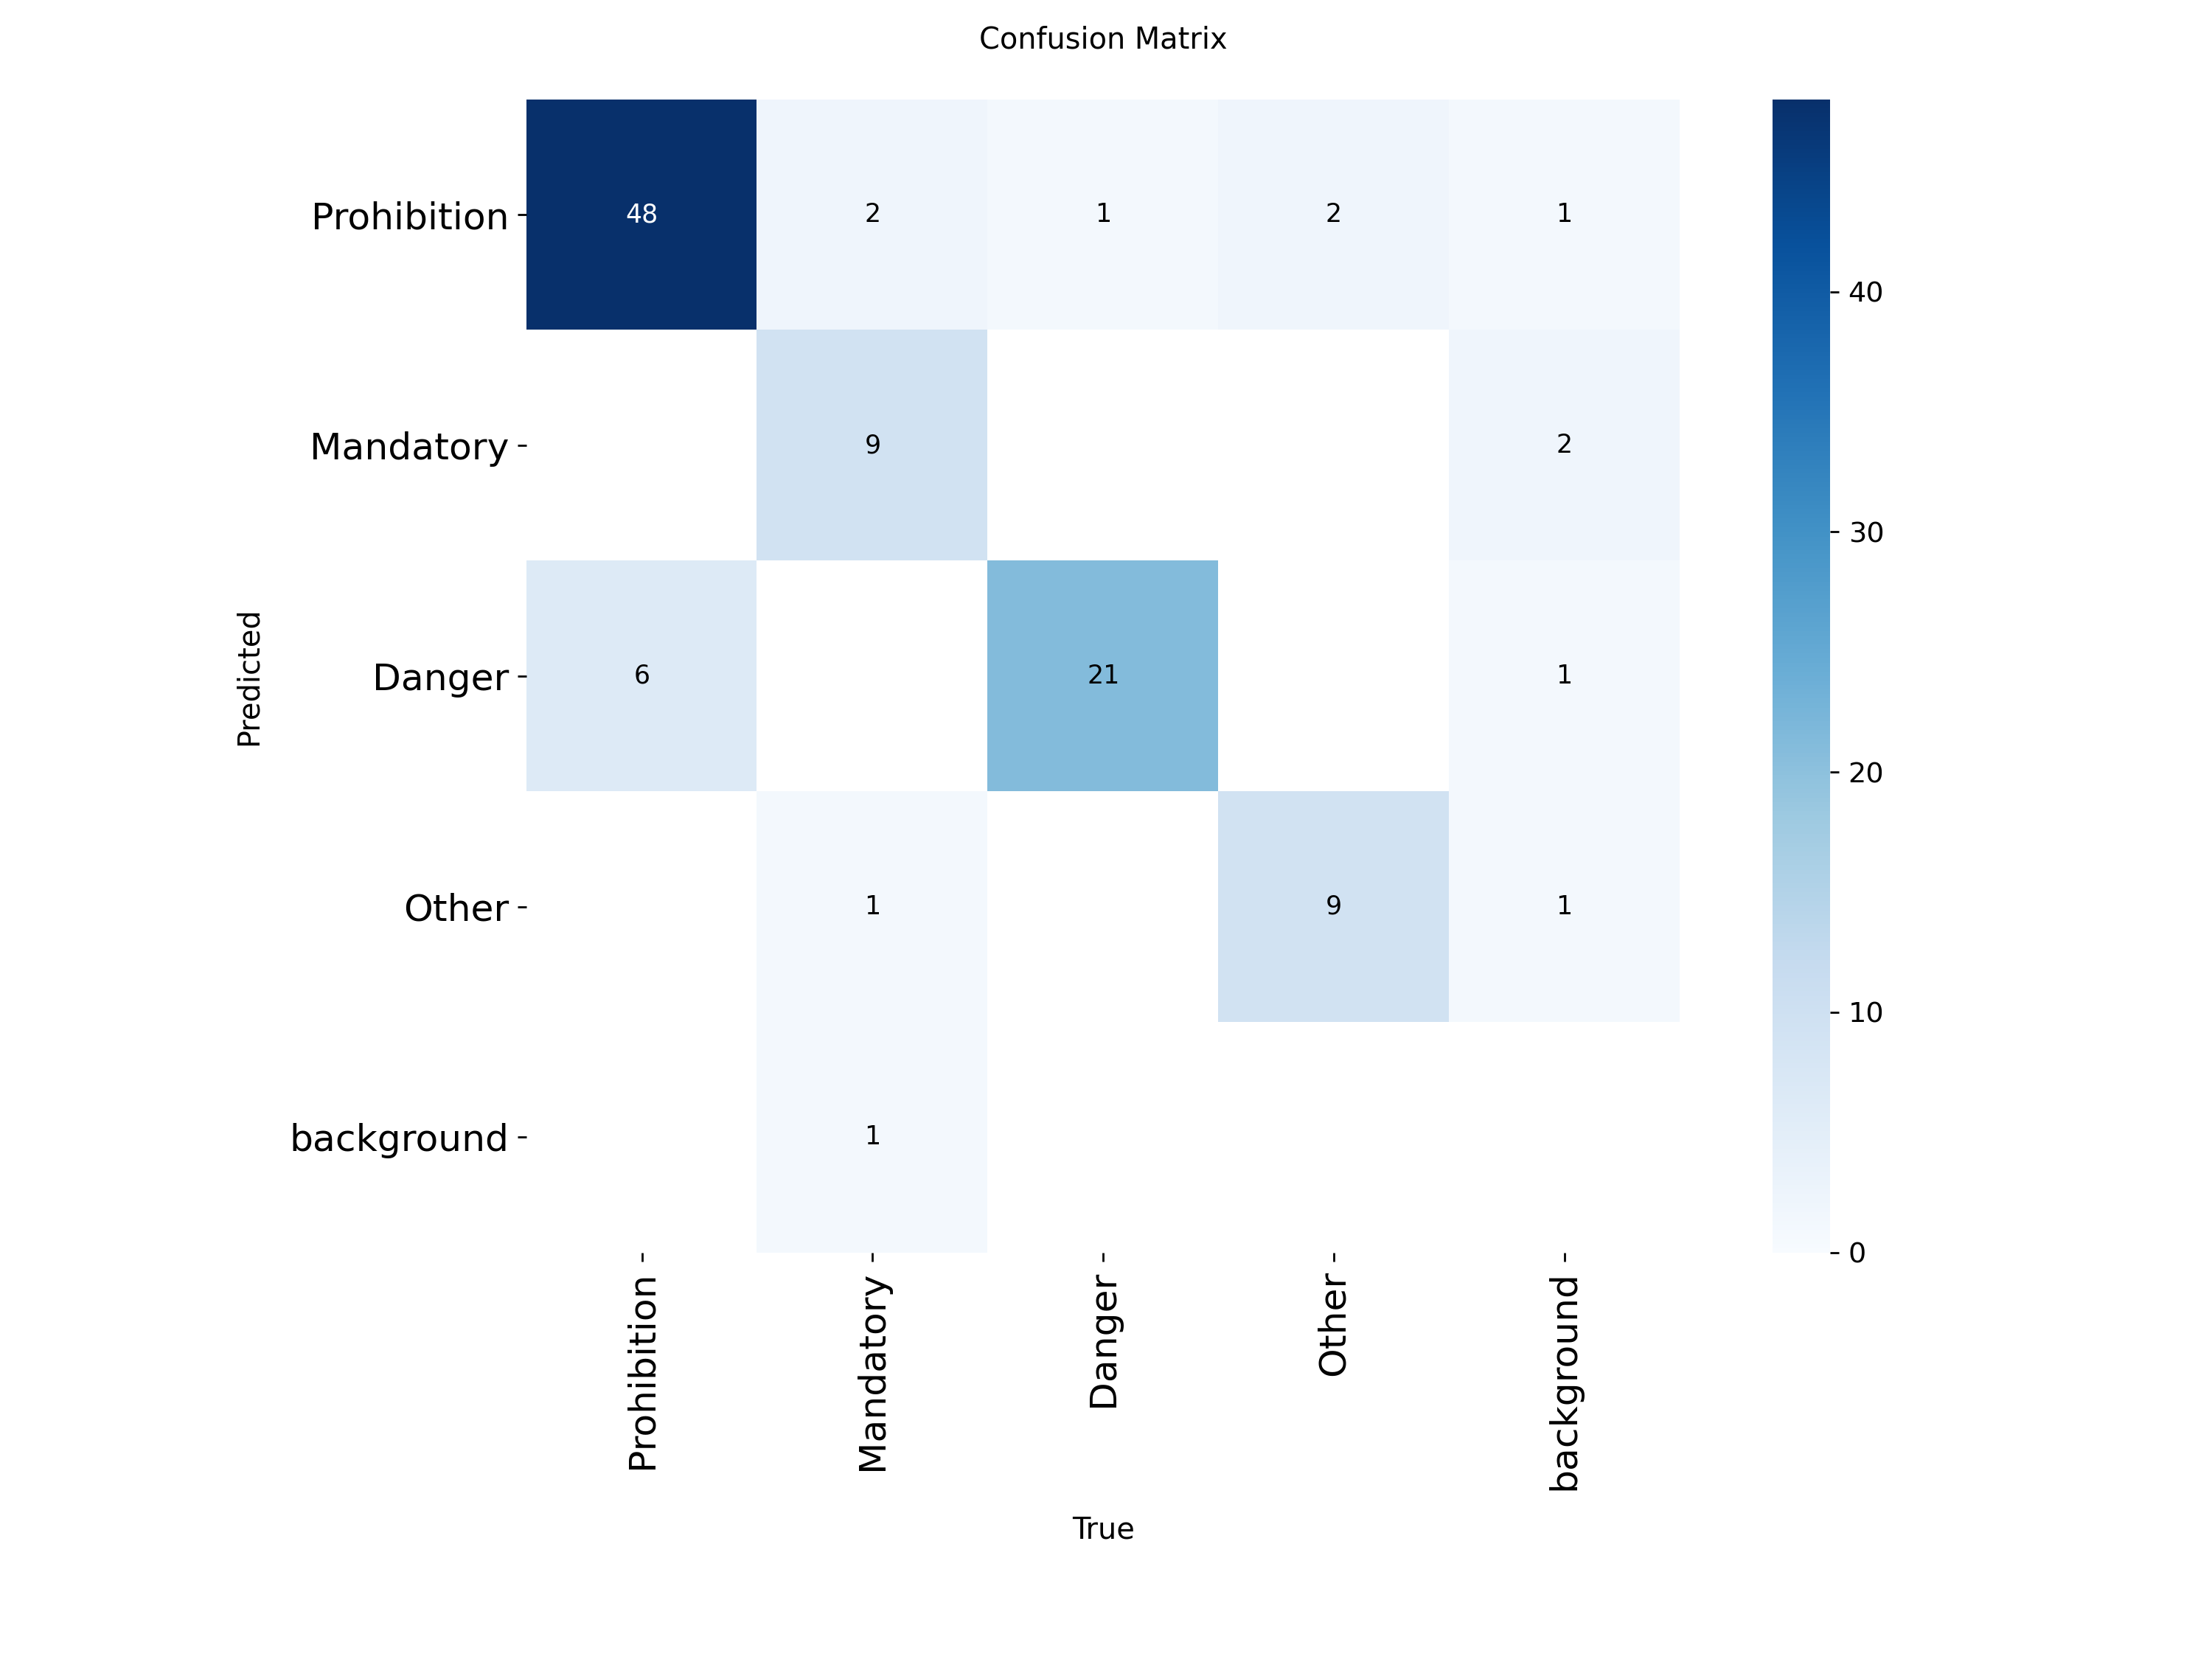 Confusion Matrix
Prohibition
48 2 1 2 1
Mandatory
9 2
Danger
6 21 1
Other
1 9 1
background
1
Predicted
Prohibition
Mandatory
Danger
Other
background
True
40
30
20
10
0